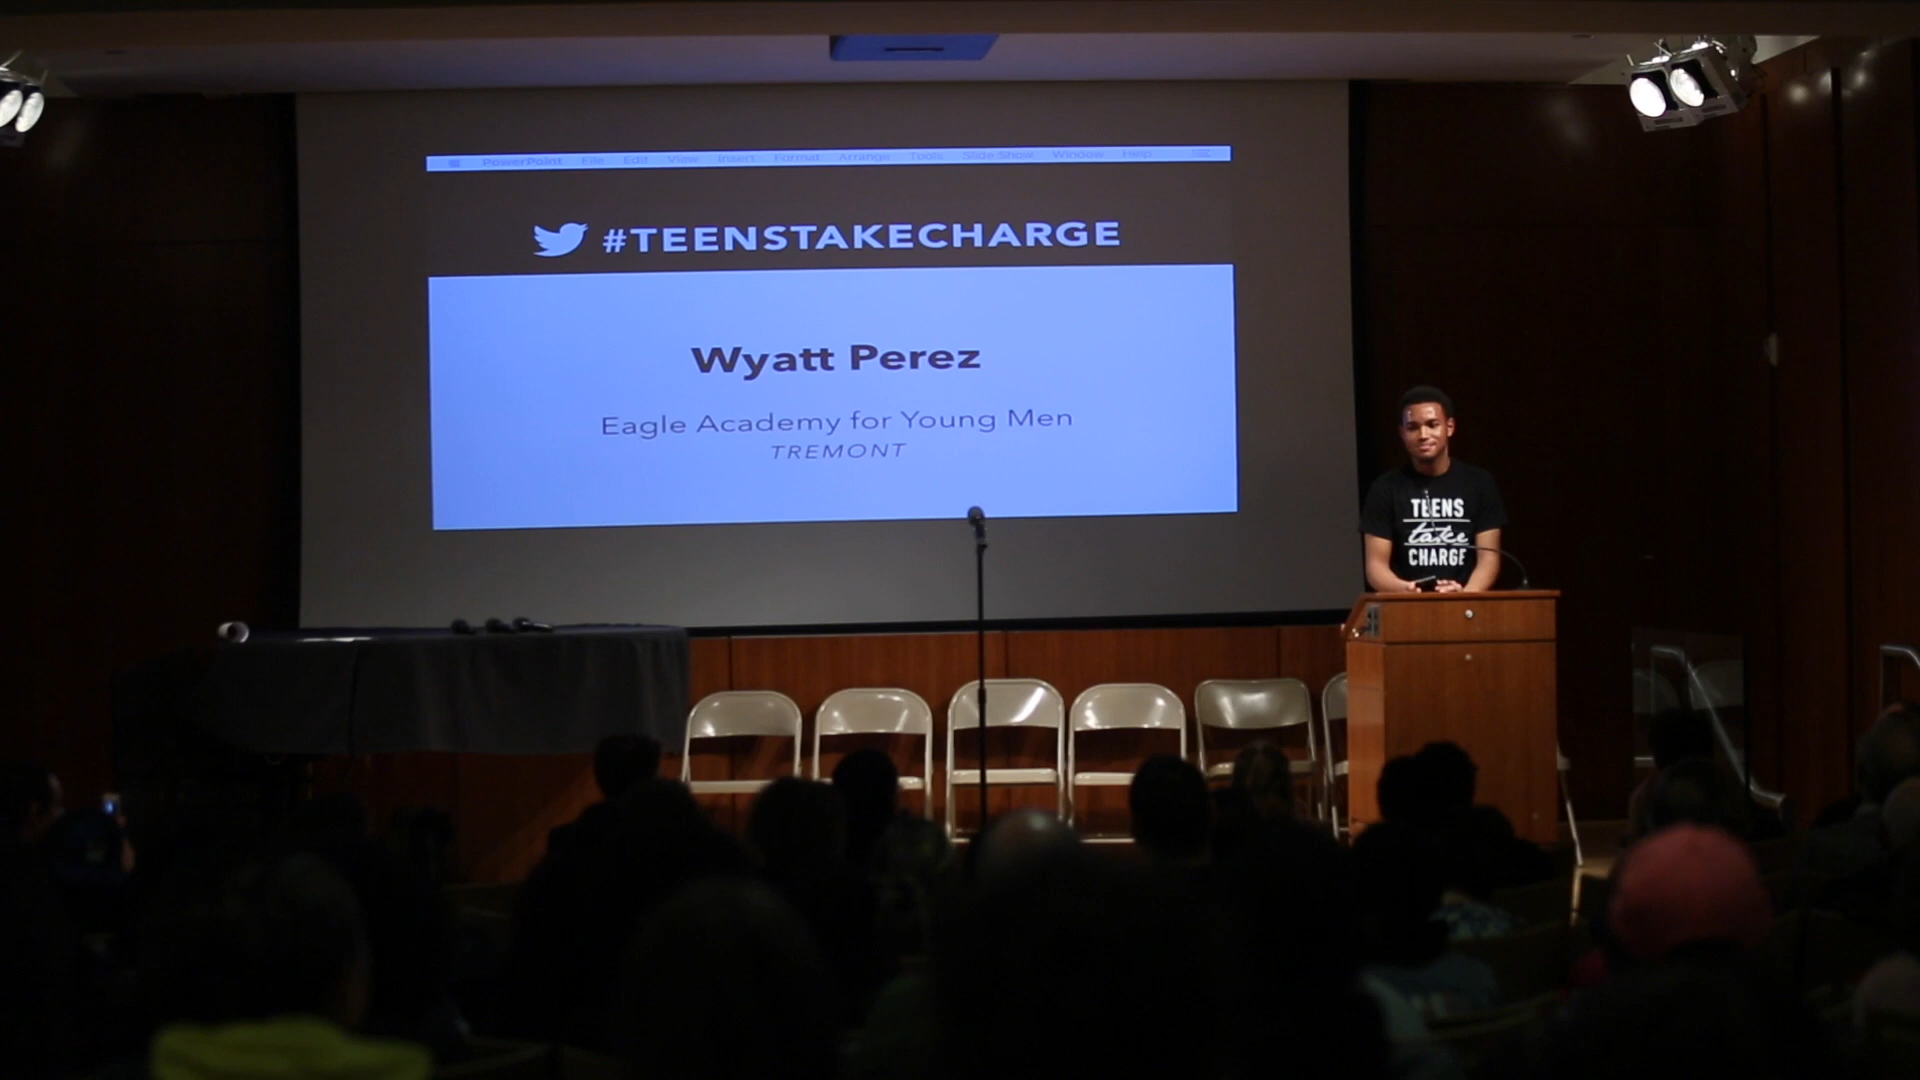 PowerPoint File Edit View Insert Format Arrange Tools Slide Show Window Help
#TEENSTAKECHARGE
Wyatt Perez
Eagle Academy for Young Men
TREMONT
TEENS
take
CHARGE